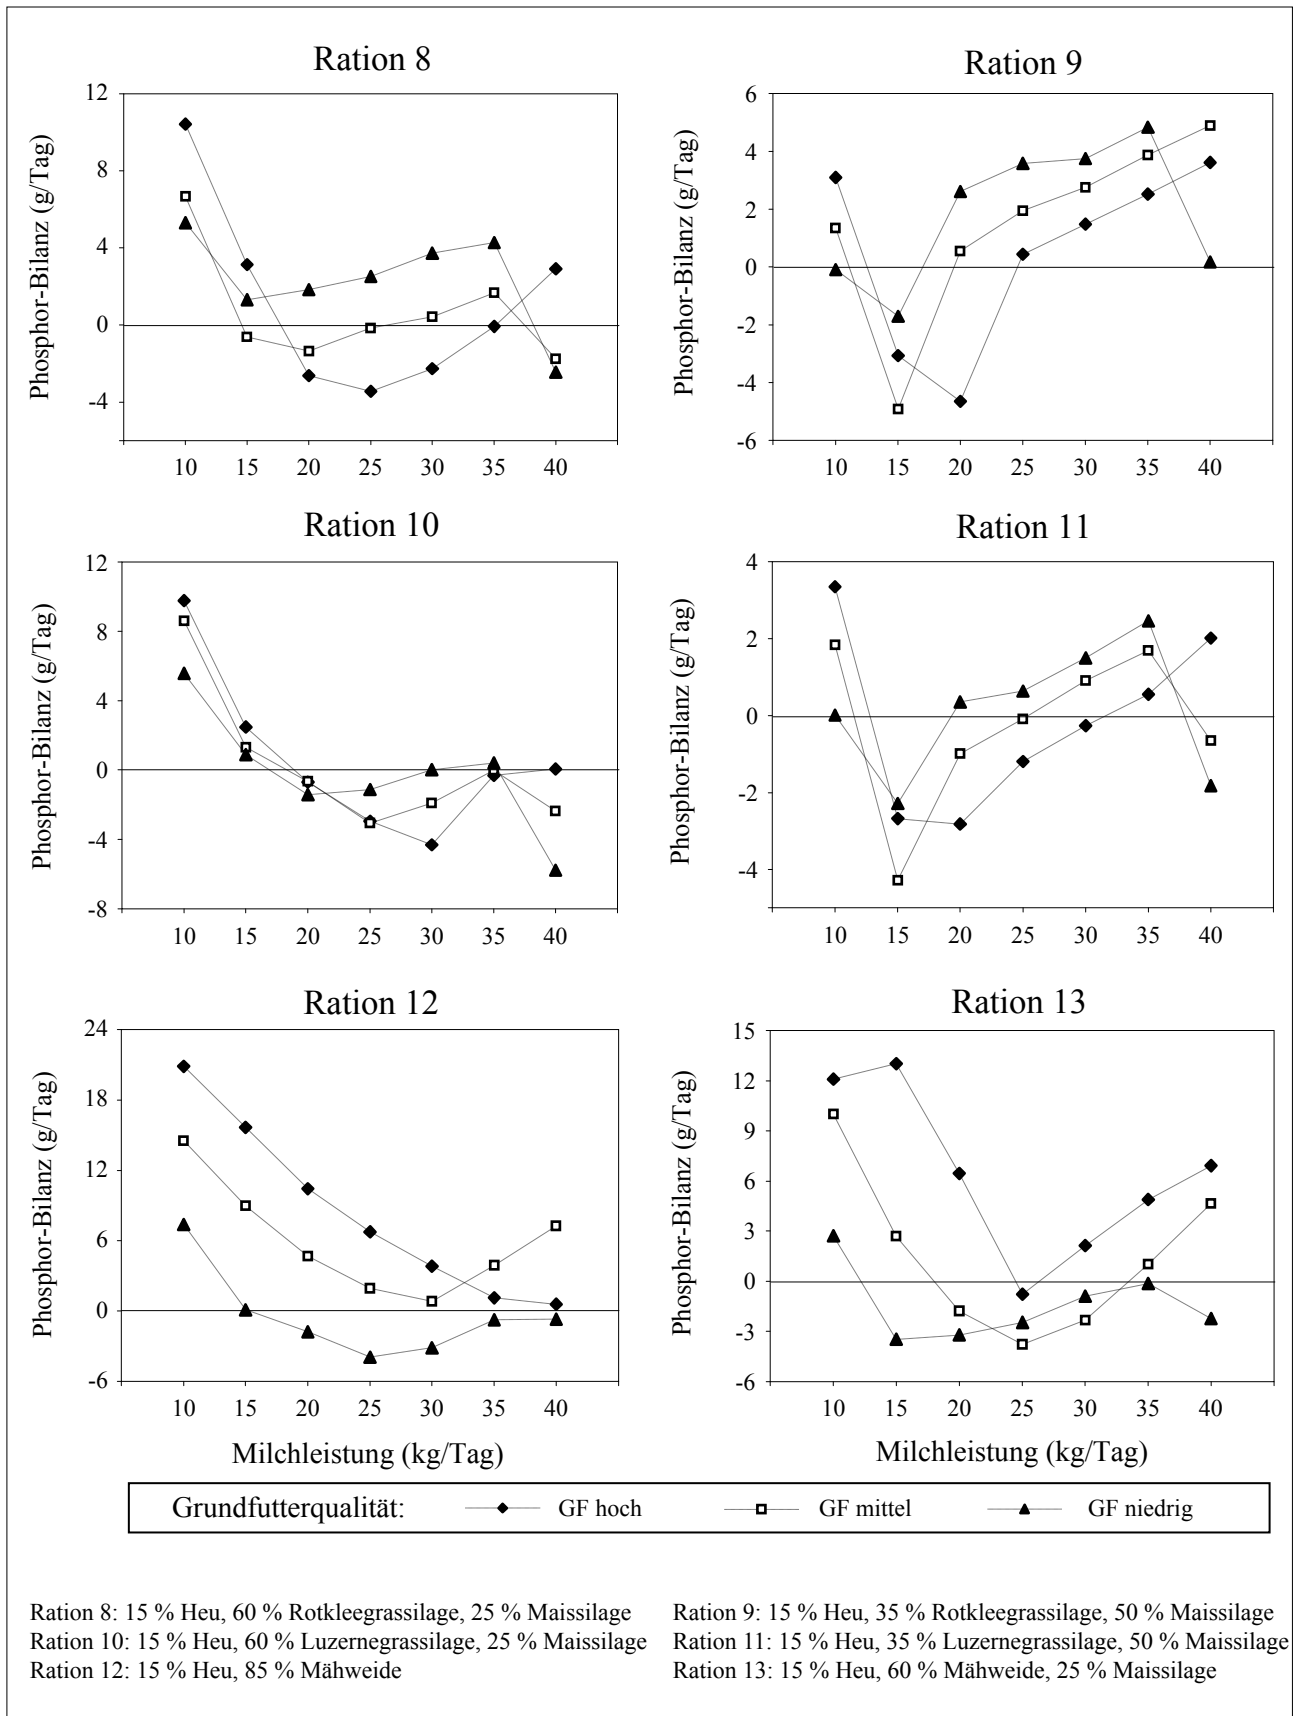 Ration 8
Phosphor-Bilanz (g/Tag)
12
8
4
0
-4
10 15 20 25 30 35 40
Ration 9
Phosphor-Bilanz (g/Tag)
6
4
2
0
-2
-4
-6
10 15 20 25 30 35 40
Ration 10
Phosphor-Bilanz (g/Tag)
12
8
4
0
-4
-8
10 15 20 25 30 35 40
Ration 11
Phosphor-Bilanz (g/Tag)
4
2
0
-2
-4
10 15 20 25 30 35 40
Ration 12
Phosphor-Bilanz (g/Tag)
24
18
12
6
0
-6
10 15 20 25 30 35 40
Milchleistung (kg/Tag)
Ration 13
Phosphor-Bilanz (g/Tag)
15
12
9
6
3
0
-3
-6
10 15 20 25 30 35 40
Milchleistung (kg/Tag)
Grundfutterqualität: GF hoch GF mittel GF niedrig
Ration 8: 15 % Heu, 60 % Rotkleegrassilage, 25 % Maissilage
Ration 9: 15 % Heu, 35 % Rotkleegrassilage, 50 % Maissilage
Ration 10: 15 % Heu, 60 % Luzernegrassilage, 25 % Maissilage
Ration 11: 15 % Heu, 35 % Luzernegrassilage, 50 % Maissilage
Ration 12: 15 % Heu, 85 % Mähweide
Ration 13: 15 % Heu, 60 % Mähweide, 25 % Maissilage